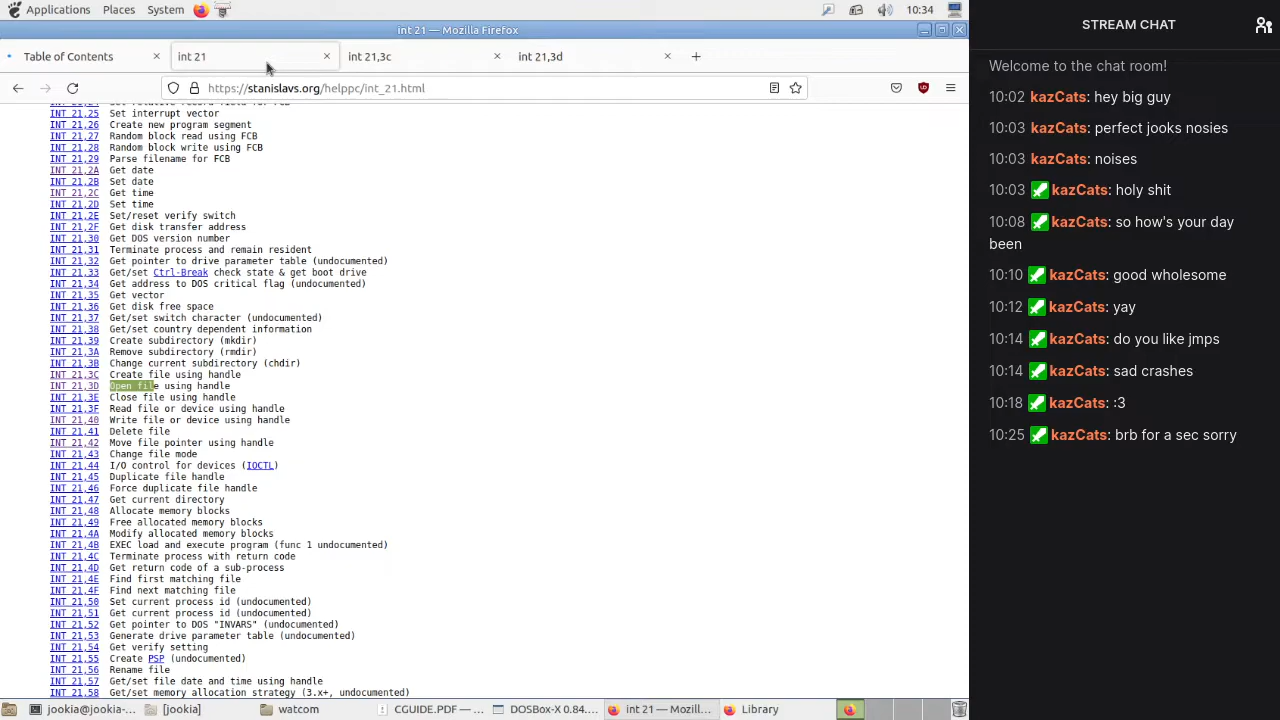 Applications Places System 10:34
int 21 — Mozilla Firefox
Table of Contents int 21 int 21,3c int 21,3d
https://stanislavs.org/helppc/int_21.html
INT 21,25 Set interrupt vector
INT 21,26 Create new program segment
INT 21,27 Random block read using FCB
INT 21,28 Random block write using FCB
INT 21,29 Parse filename for FCB
INT 21,2A Get date
INT 21,2B Set date
INT 21,2C Get time
INT 21,2D Set time
INT 21,2E Set/reset verify switch
INT 21,2F Get disk transfer address
INT 21,30 Get DOS version number
INT 21,31 Terminate process and remain resident
INT 21,32 Get pointer to drive parameter table (undocumented)
INT 21,33 Get/set Ctrl-Break check state & get boot drive
INT 21,34 Get address to DOS critical flag (undocumented)
INT 21,35 Get vector
INT 21,36 Get disk free space
INT 21,37 Get/set switch character (undocumented)
INT 21,38 Get/set country dependent information
INT 21,39 Create subdirectory (mkdir)
INT 21,3A Remove subdirectory (rmdir)
INT 21,3B Change current subdirectory (chdir)
INT 21,3C Create file using handle
INT 21,3D Open file using handle
INT 21,3E Close file using handle
INT 21,3F Read file or device using handle
INT 21,40 Write file or device using handle
INT 21,41 Delete file
INT 21,42 Move file pointer using handle
INT 21,43 Change file mode
INT 21,44 I/O control for devices (IOCTL)
INT 21,45 Duplicate file handle
INT 21,46 Force duplicate file handle
INT 21,47 Get current directory
INT 21,48 Allocate memory blocks
INT 21,49 Free allocated memory blocks
INT 21,4A Modify allocated memory blocks
INT 21,4B EXEC load and execute program (func 1 undocumented)
INT 21,4C Terminate process with return code
INT 21,4D Get return code of a sub-process
INT 21,4E Find first matching file
INT 21,4F Find next matching file
INT 21,50 Set current process id (undocumented)
INT 21,51 Get current process id (undocumented)
INT 21,52 Get pointer to DOS "INVARS" (undocumented)
INT 21,53 Generate drive parameter table (undocumented)
INT 21,54 Get verify setting
INT 21,55 Create PSP (undocumented)
INT 21,56 Rename file
INT 21,57 Get/set file date and time using handle
INT 21,58 Get/set memory allocation strategy (3.x+, undocumented)
jookia@jookia-... [jookia] watcom CGUIDE.PDF — ... DOSBox-X 0.84.... int 21 — Mozill... Library
STREAM CHAT
Welcome to the chat room!
10:02 kazCats: hey big guy
10:03 kazCats: perfect jooks nosies
10:03 kazCats: noises
10:03 kazCats: holy shit
10:08 kazCats: so how's your day
been
10:10 kazCats: good wholesome
10:12 kazCats: yay
10:14 kazCats: do you like jmps
10:14 kazCats: sad crashes
10:18 kazCats: :3
10:25 kazCats: brb for a sec sorry